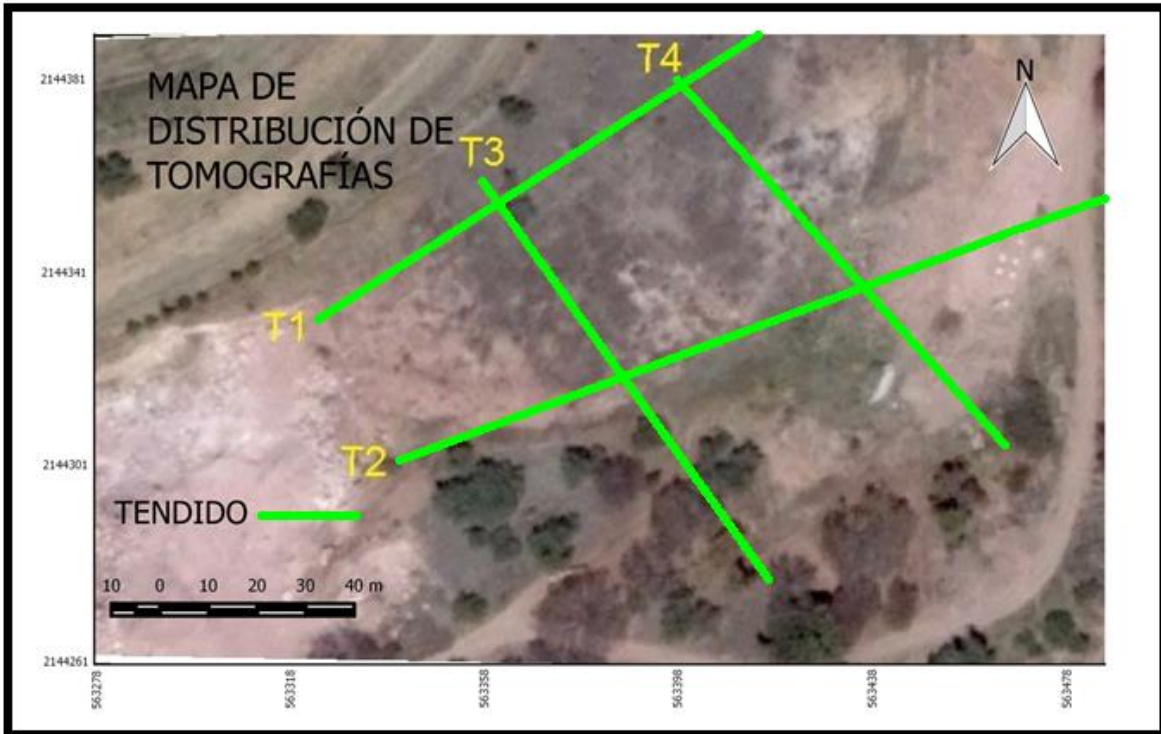 MAPA DE
DISTRIBUCIÓN DE
TOMOGRAFÍAS
N
T4
T3
T1
T2
TENDIDO
10 0 10 20 30 40 m
2144381
2144341
2144301
2144261
563278 563318 563358 563398 563438 563478